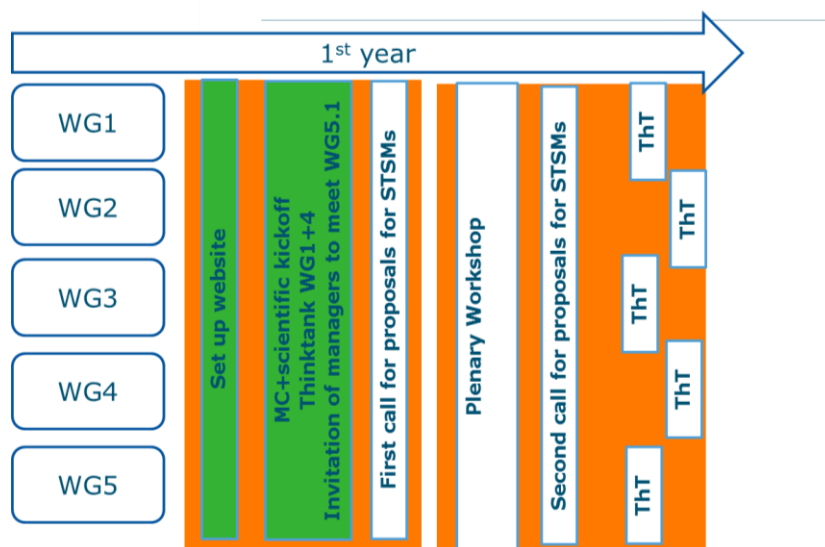 1st year
WG1
WG2
WG3
WG4
WG5
Set up website
MC+scientific kickoff
Thinktank WG1+4
Invitation of managers to meet WG5.1
First call for proposals for STSMs
Plenary Workshop
Second call for proposals for STSMs
ThT
ThT
ThT
ThT
ThT